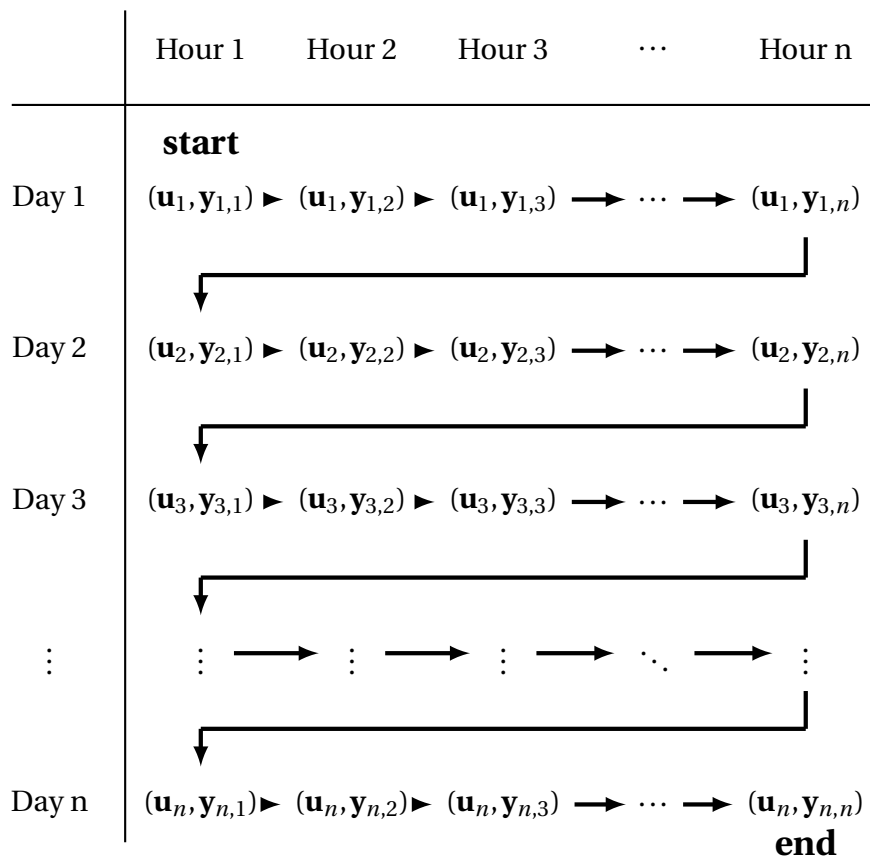 Hour 1 Hour 2 Hour 3 ⋯ Hour n
start
Day 1 (𝐮₁,𝐲₁,₁) (𝐮₁,𝐲₁,₂) (𝐮₁,𝐲₁,₃) ⋯ (𝐮₁,𝐲₁,ₙ)
Day 2 (𝐮₂,𝐲₂,₁) (𝐮₂,𝐲₂,₂) (𝐮₂,𝐲₂,₃) ⋯ (𝐮₂,𝐲₂,ₙ)
Day 3 (𝐮₃,𝐲₃,₁) (𝐮₃,𝐲₃,₂) (𝐮₃,𝐲₃,₃) ⋯ (𝐮₃,𝐲₃,ₙ)
⋮ ⋮ ⋮ ⋮ ⋱ ⋮
Day n (𝐮ₙ,𝐲ₙ,₁) (𝐮ₙ,𝐲ₙ,₂) (𝐮ₙ,𝐲ₙ,₃) ⋯ (𝐮ₙ,𝐲ₙ,ₙ)
end